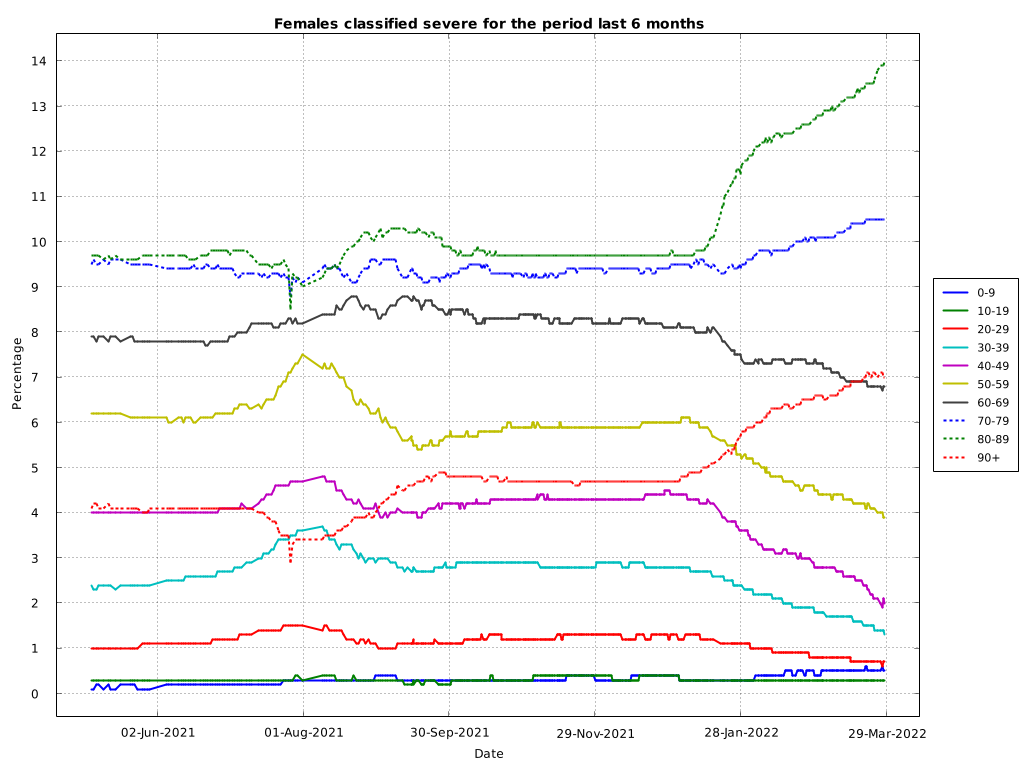 Females classified severe for the period last 6 months
14
13
12
11
10
9
8
7
6
5
4
3
2
1
0
Percentage
02-Jun-2021
01-Aug-2021
30-Sep-2021
29-Nov-2021
28-Jan-2022
29-Mar-2022
Date
0-9
10-19
20-29
30-39
40-49
50-59
60-69
70-79
80-89
90+